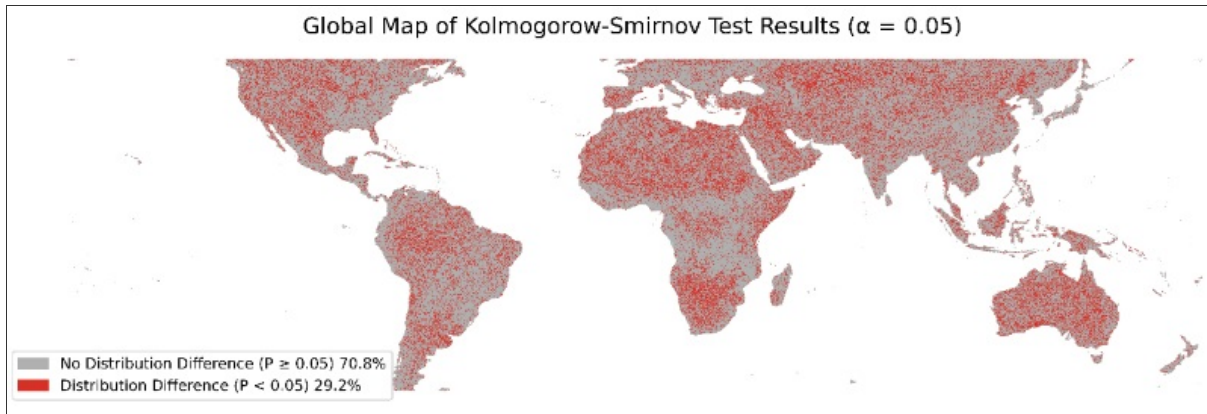 Global Map of Kolmogorow-Smirnov Test Results (α = 0.05)
No Distribution Difference (P ≥ 0.05) 70.8%
Distribution Difference (P < 0.05) 29.2%